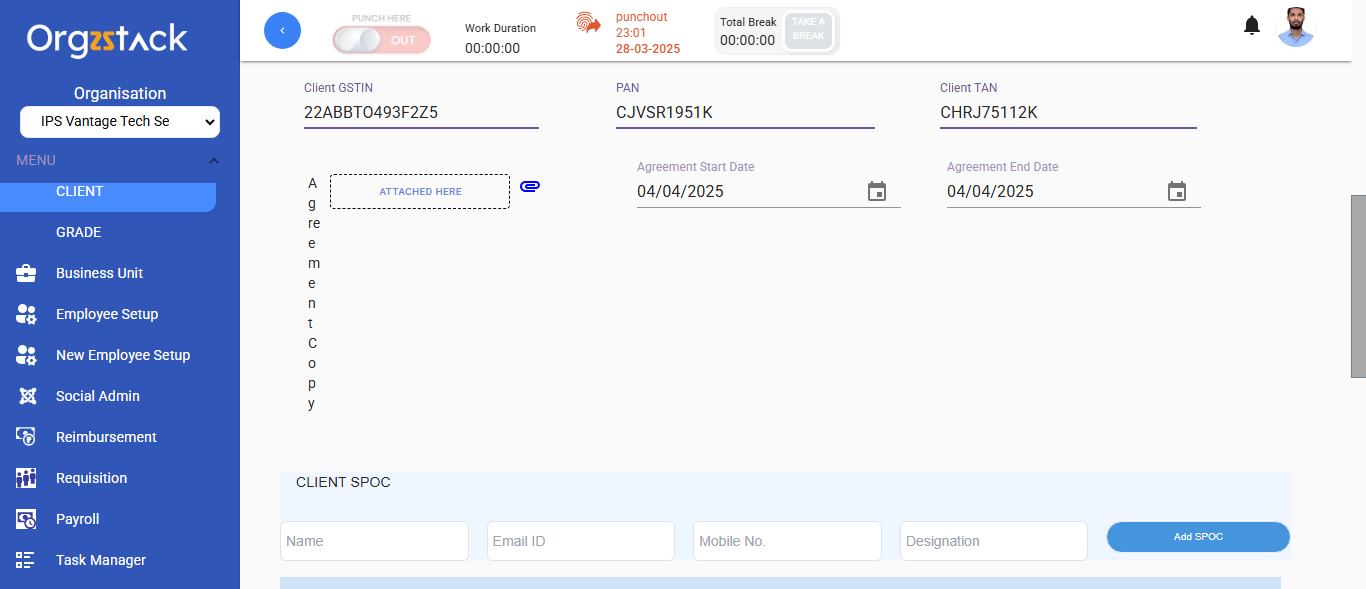 Orgzstack
Organisation
IPS Vantage Tech Se
MENU
CLIENT
GRADE
Business Unit
Employee Setup
New Employee Setup
Social Admin
Reimbursement
Requisition
Payroll
Task Manager
PUNCH HERE
OUT
Work Duration
00:00:00
punchout
23:01
28-03-2025
Total Break
00:00:00
TAKE A
BREAK
Client GSTIN
22ABBTO493F2Z5
PAN
CJVSR1951K
Client TAN
CHRJ75112K
Agreement Copy
ATTACHED HERE
Agreement Start Date
04/04/2025
Agreement End Date
04/04/2025
CLIENT SPOC
Name
Email ID
Mobile No.
Designation
Add SPOC